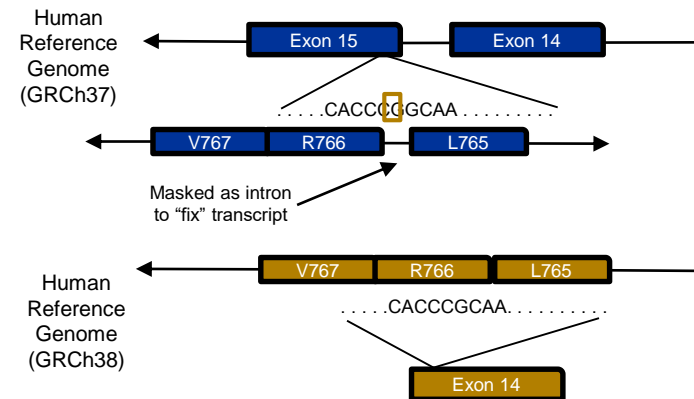 Human
Reference
Genome
(GRCh37)
Exon 15
Exon 14
. . . . .CACCCGGCAA . . . . . . . . .
V767
R766
L765
Masked as intron
to “fix” transcript
Human
Reference
Genome
(GRCh38)
V767
R766
L765
. . . . .CACCCGCAA. . . . . . . . .
Exon 14